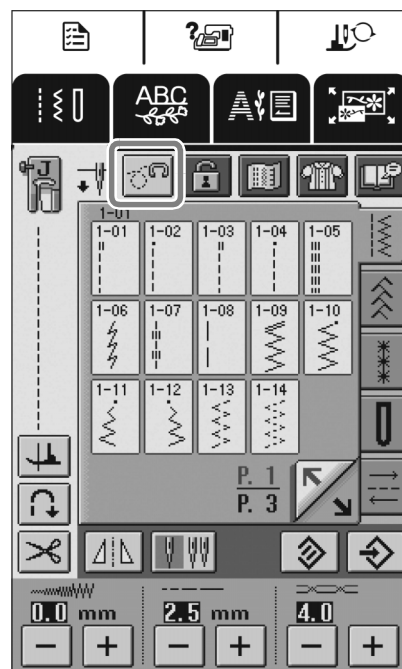 ?
ABC
A
J
1-01
1-01 1-02 1-03 1-04 1-05
1-06 1-07 1-08 1-09 1-10
1-11 1-12 1-13 1-14
P. 1
P. 3
0.0 mm 2.5 mm 4.0
− + − + − +